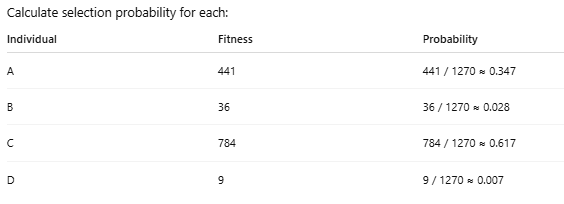 Calculate selection probability for each:
Individual Fitness Probability
A 441 441 / 1270 ≈ 0.347
B 36 36 / 1270 ≈ 0.028
C 784 784 / 1270 ≈ 0.617
D 9 9 / 1270 ≈ 0.007